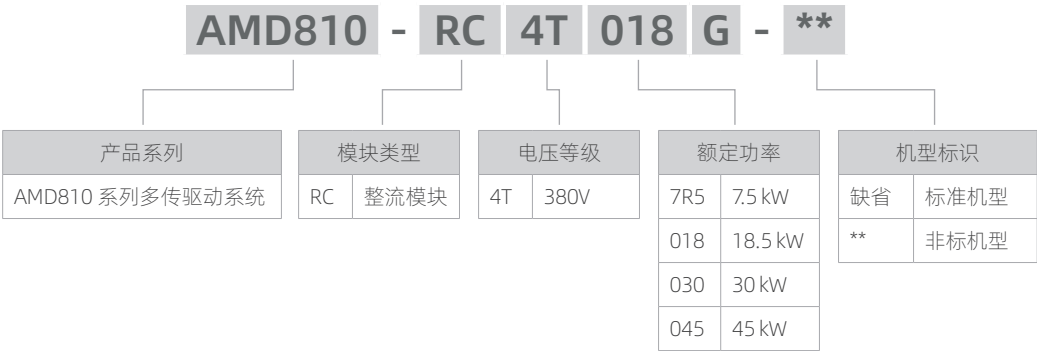 AMD810 - RC 4T 018 G - **
产品系列 模块类型 电压等级 额定功率 机型标识
AMD810 系列多传驱动系统 RC 整流模块 4T 380V 7R5 7.5 kW 缺省 标准机型
018 18.5 kW ** 非标机型
030 30 kW
045 45 kW